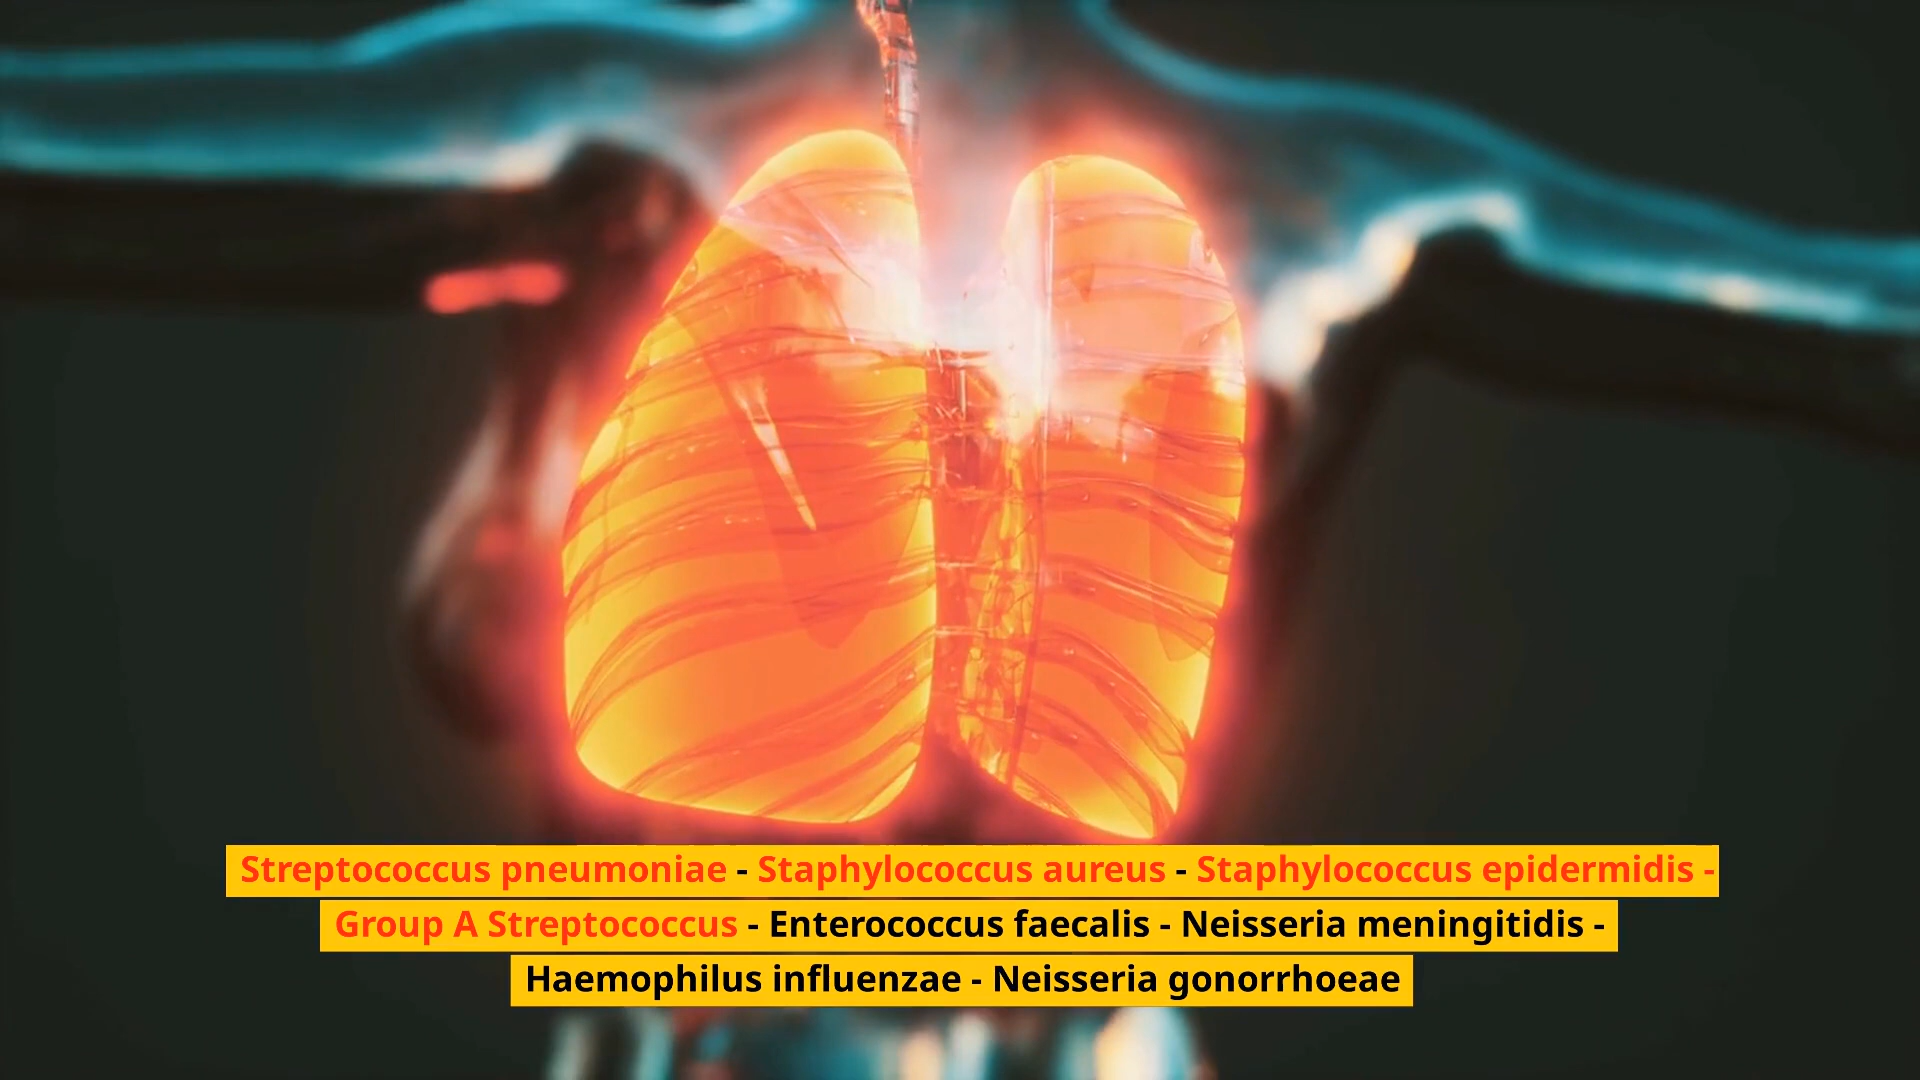 Streptococcus pneumoniae - Staphylococcus aureus - Staphylococcus epidermidis -
Group A Streptococcus - Enterococcus faecalis - Neisseria meningitidis -
Haemophilus influenzae - Neisseria gonorrhoeae